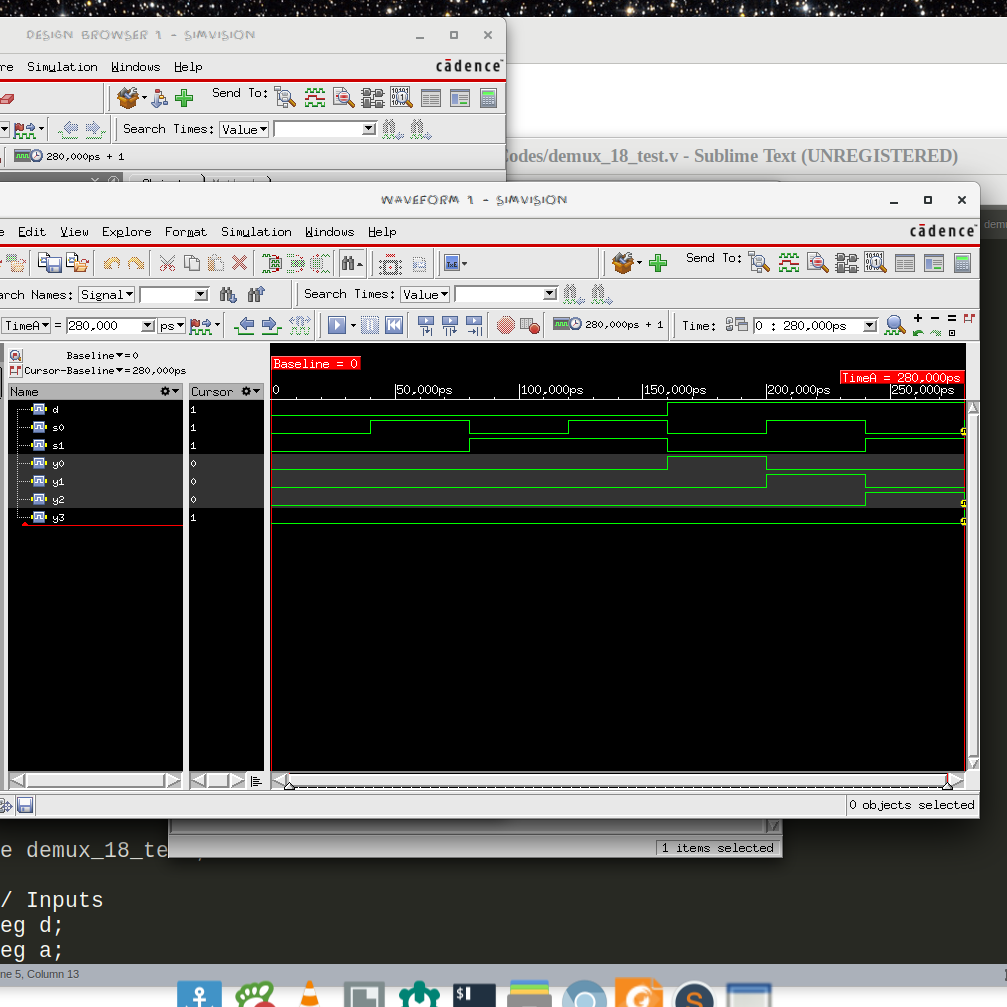 DESIGN BROWSER 1 - SIMVISION
re Simulation Windows Help
cādence
Send To:
Search Times: Value
280,000ps + 1
Codes/demux_18_test.v - Sublime Text (UNREGISTERED)
WAVEFORM 1 - SIMVISION
e Edit View Explore Format Simulation Windows Help
cādence
Send To:
arch Names: Signal
Search Times: Value
TimeA = 280,000 ps
280,000ps + 1
Time: 0 : 280,000ps
Baseline = 0
Cursor-Baseline = 280,000ps
Baseline = 0
TimeA = 280,000ps
Name
Cursor
0 50,000ps 100,000ps 150,000ps 200,000ps 250,000ps
d 1
s0 1
s1 1
y0 0
y1 0
y2 0
y3 1
0 objects selected
1 items selected
e demux_18_te
/ Inputs
eg d;
eg a;
ne 5, Column 13